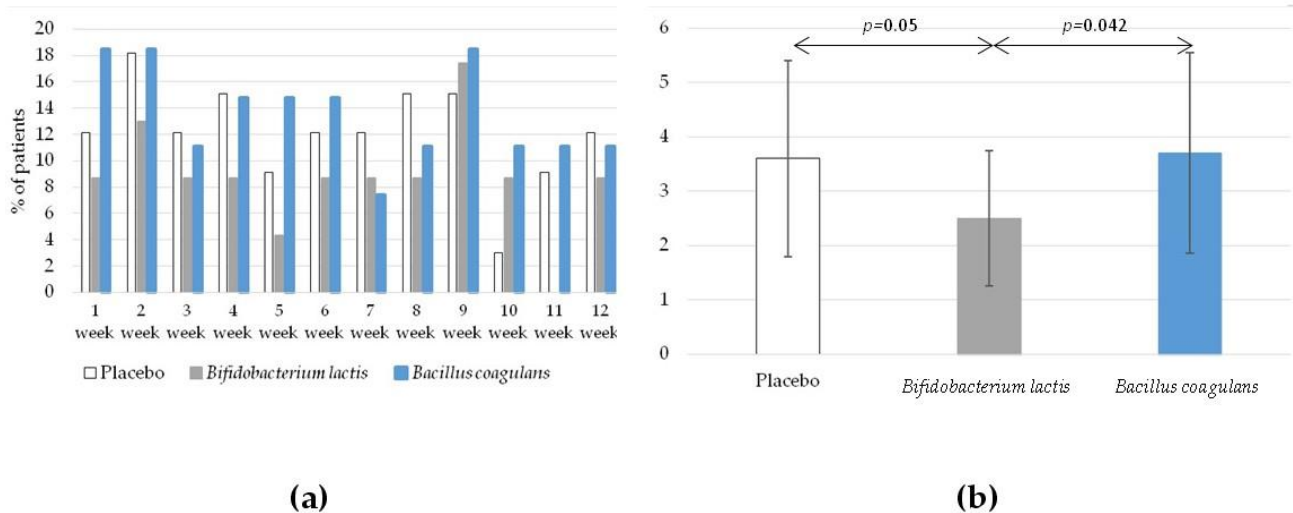 20
18
16
14
12
10
8
6
4
2
0
% of patients
1 2 3 4 5 6 7 8 9 10 11 12
week week week week week week week week week week week week
Placebo Bifidobacterium lactis Bacillus coagulans
(a)
p=0.05 p=0.042
6
5
4
3
2
1
0
Placebo Bifidobacterium lactis Bacillus coagulans
(b)